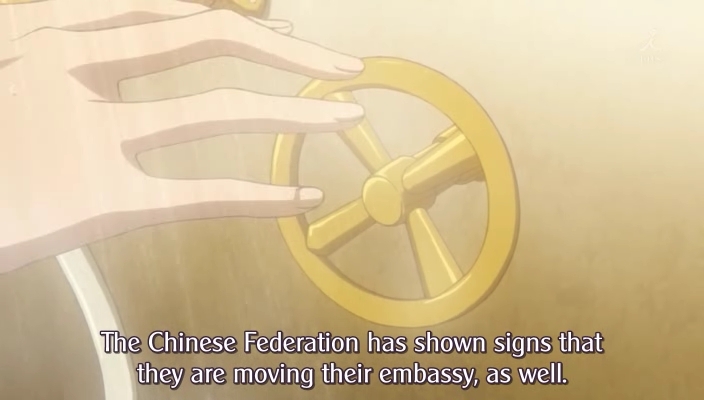 The Chinese Federation has shown signs that
they are moving their embassy, as well.